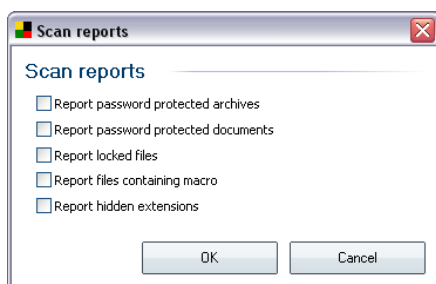 Scan reports
Scan reports
Report password protected archives
Report password protected documents
Report locked files
Report files containing macro
Report hidden extensions
OK
Cancel